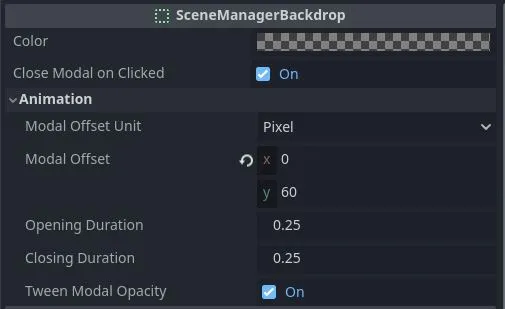 SceneManagerBackdrop
Color
Close Modal on Clicked On
Animation
Modal Offset Unit Pixel
Modal Offset x 0
y 60
Opening Duration 0.25
Closing Duration 0.25
Tween Modal Opacity On